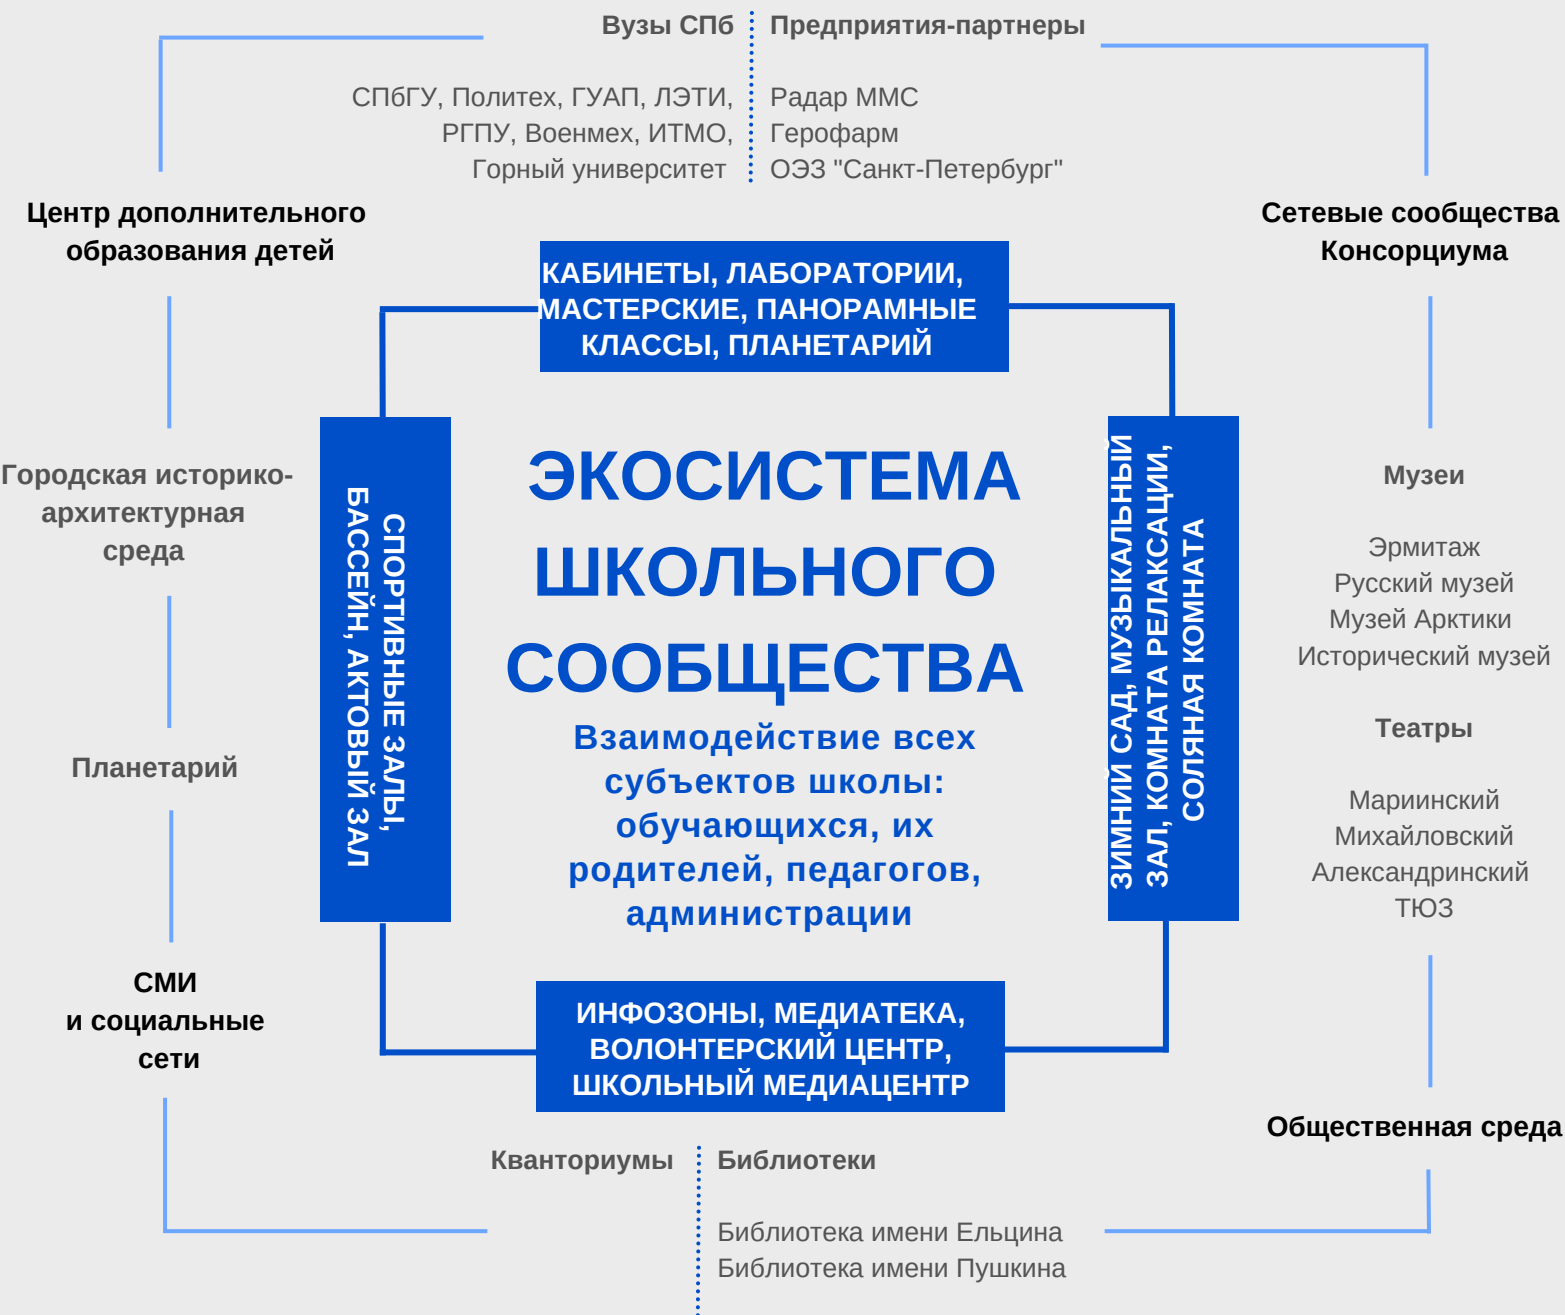 Вузы СПб
СПбГУ, Политех, ГУАП, ЛЭТИ,
РГПУ, Военмех, ИТМО,
Горный университет
Предприятия-партнеры
Радар ММС
Герофарм
ОЭЗ "Санкт-Петербург"
Центр дополнительного
образования детей
Сетевые сообщества
Консорциума
КАБИНЕТЫ, ЛАБОРАТОРИИ,
МАСТЕРСКИЕ, ПАНОРАМНЫЕ
КЛАССЫ, ПЛАНЕТАРИЙ
Городская историко-
архитектурная
среда
Планетарий
СМИ
и социальные
сети
СПОРТИВНЫЕ ЗАЛЫ,
БАССЕЙН, АКТОВЫЙ ЗАЛ
ЭКОСИСТЕМА
ШКОЛЬНОГО
СООБЩЕСТВА
Взаимодействие всех
субъектов школы:
обучающихся, их
родителей, педагогов,
администрации
ЗИМНИЙ САД, МУЗЫКАЛЬНЫЙ
ЗАЛ, КОМНАТА РЕЛАКСАЦИИ,
СОЛЯНАЯ КОМНАТА
Музеи
Эрмитаж
Русский музей
Музей Арктики
Исторический музей
Театры
Мариинский
Михайловский
Александринский
ТЮЗ
Общественная среда
ИНФОЗОНЫ, МЕДИАТЕКА,
ВОЛОНТЕРСКИЙ ЦЕНТР,
ШКОЛЬНЫЙ МЕДИАЦЕНТР
Кванториумы
Библиотеки
Библиотека имени Ельцина
Библиотека имени Пушкина